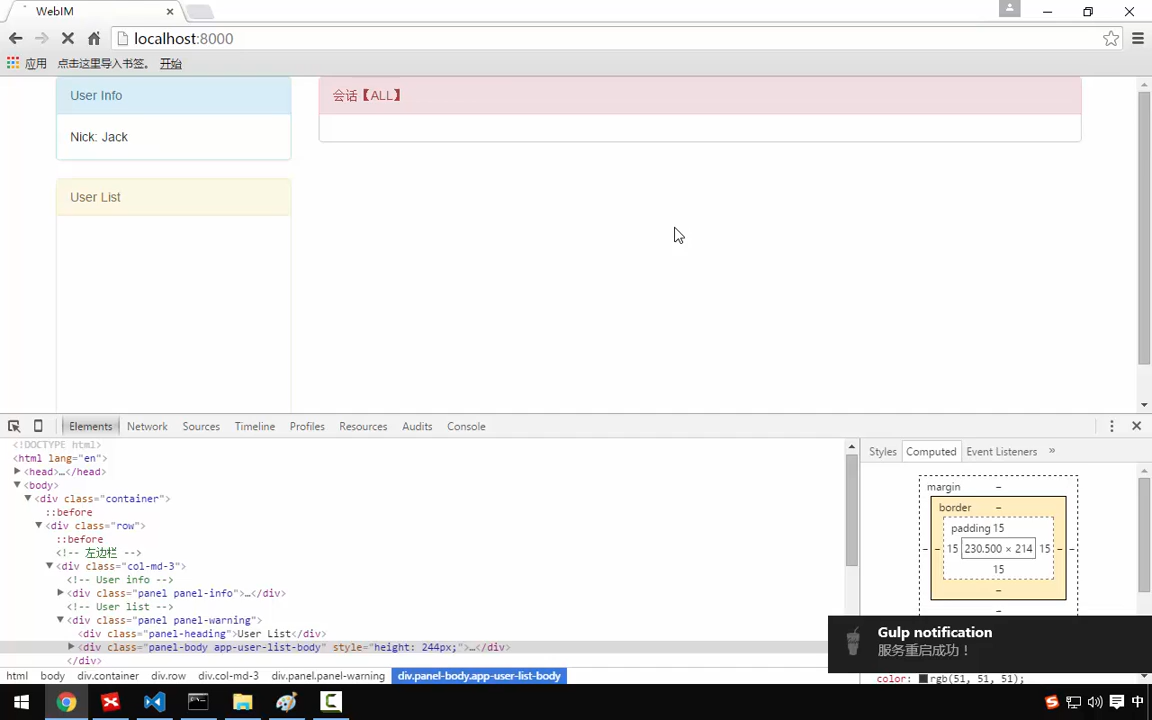 WebIM
localhost:8000
应用 点击这里导入书签。 开始
User Info
Nick: Jack
User List
会话【ALL】
Elements Network Sources Timeline Profiles Resources Audits Console
<!DOCTYPE html>
<html lang="en">
<head>…</head>
<body>
<div class="container">
::before
<div class="row">
::before
<!-- 左边栏 -->
<div class="col-md-3">
<!-- User info -->
<div class="panel panel-info">…</div>
<!-- User list -->
<div class="panel panel-warning">
<div class="panel-heading">User List</div>
<div class="panel-body app-user-list-body" style="height: 244px;">…</div>
</div>
html body div.container div.row div.col-md-3 div.panel.panel-warning div.panel-body.app-user-list-body
Styles Computed Event Listeners »
margin –
border –
padding 15
– – 15 230.500 × 214 15 – –
15
–
–
Gulp notification
服务重启成功！
color: rgb(51, 51, 51);
中